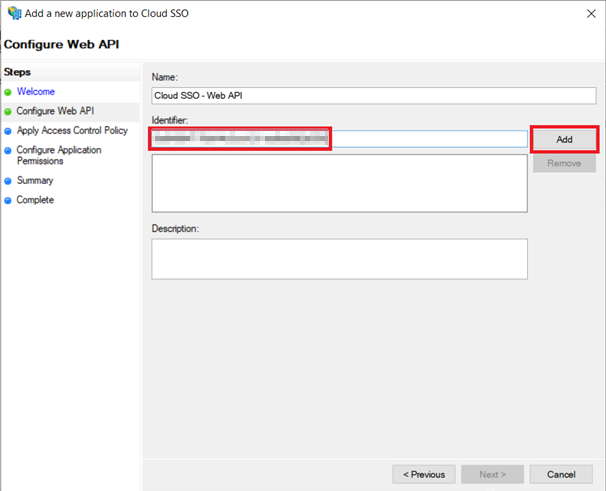 Add a new application to Cloud SSO
Configure Web API
Steps
Welcome
Configure Web API
Apply Access Control Policy
Configure Application
Permissions
Summary
Complete
Name:
Cloud SSO - Web API
Identifier:
Add
Remove
Description:
< Previous
Next >
Cancel